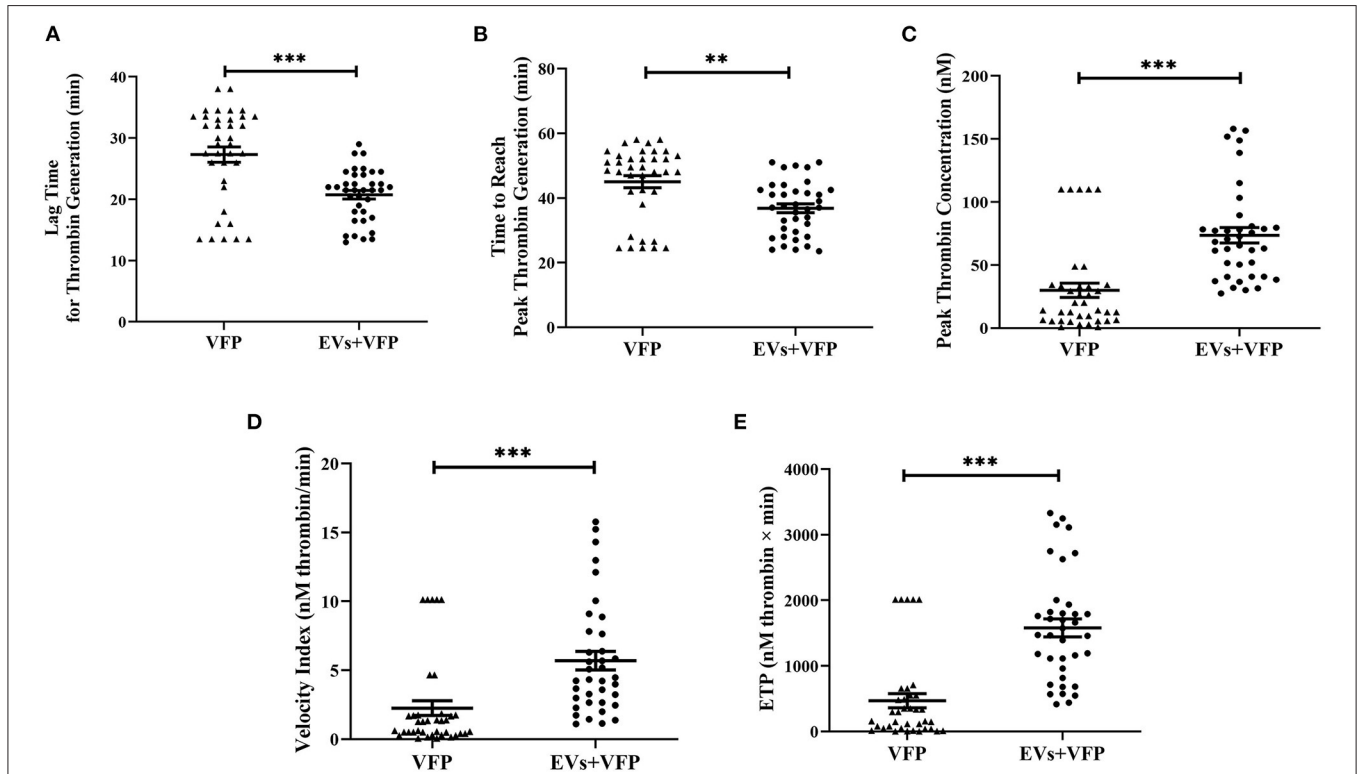 A
***
Lag Time
for Thrombin Generation (min)
40
30
20
10
0
VFP
EVs+VFP
B
**
Time to Reach
Peak Thrombin Generation (min)
80
60
40
20
0
VFP
EVs+VFP
C
***
Peak Thrombin Concentration (nM)
200
150
100
50
0
VFP
EVs+VFP
D
***
Velocity Index (nM thrombin/min)
20
15
10
5
0
VFP
EVs+VFP
E
***
ETP (nM thrombin × min)
4000
3000
2000
1000
0
VFP
EVs+VFP